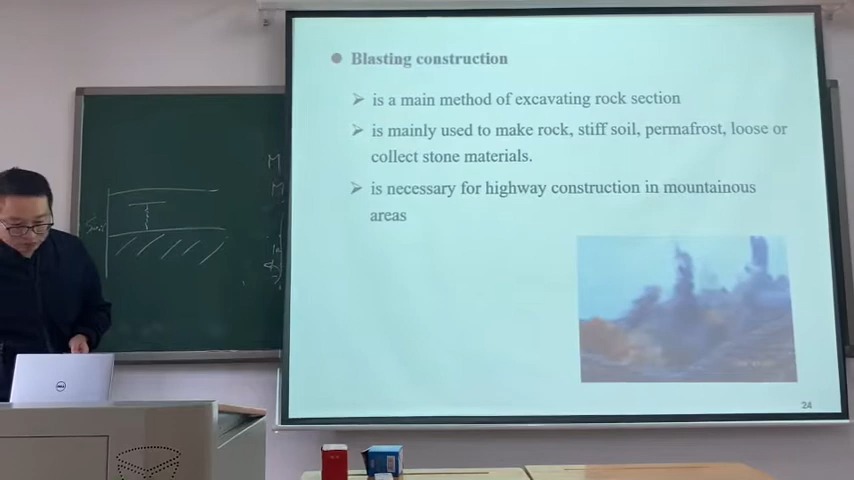 ● Blasting construction
➢ is a main method of excavating rock section
➢ is mainly used to make rock, stiff soil, permafrost, loose or
collect stone materials.
➢ is necessary for highway construction in mountainous
areas
24
DELL